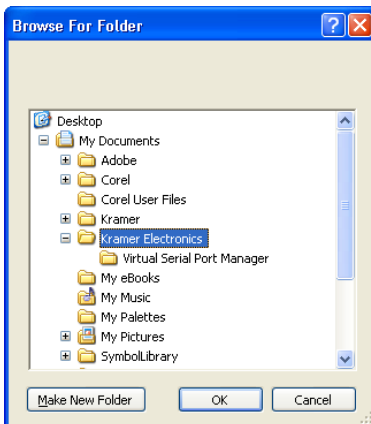 Browse For Folder
Desktop
My Documents
Adobe
Corel
Corel User Files
Kramer
Kramer Electronics
Virtual Serial Port Manager
My eBooks
My Music
My Palettes
My Pictures
SymbolLibrary
Make New Folder
OK
Cancel